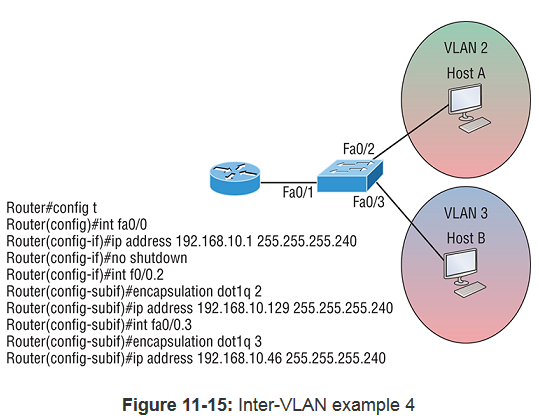 VLAN 2
Host A
Fa0/2
Fa0/1
Fa0/3
VLAN 3
Host B
Router#config t
Router(config)#int fa0/0
Router(config-if)#ip address 192.168.10.1 255.255.255.240
Router(config-if)#no shutdown
Router(config-if)#int f0/0.2
Router(config-subif)#encapsulation dot1q 2
Router(config-subif)#ip address 192.168.10.129 255.255.255.240
Router(config-subif)#int fa0/0.3
Router(config-subif)#encapsulation dot1q 3
Router(config-subif)#ip address 192.168.10.46 255.255.255.240
Figure 11-15: Inter-VLAN example 4